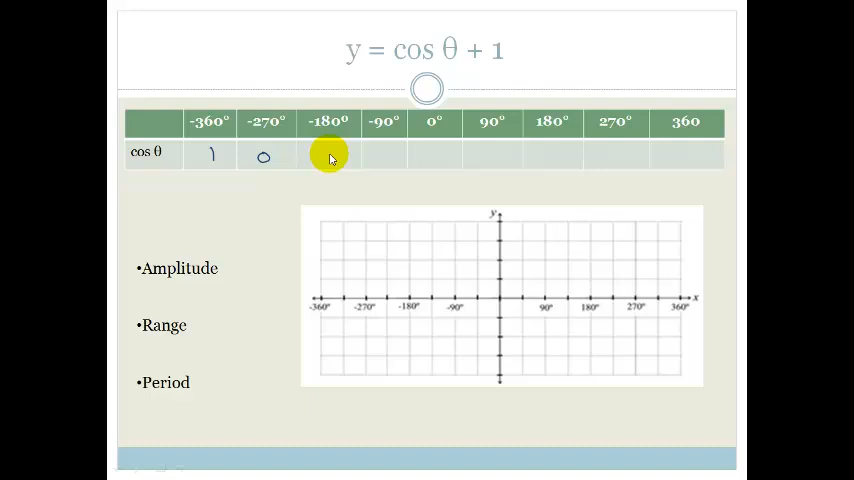 y = cos θ + 1
-360° -270° -180º -90° 0° 90° 180° 270° 360
cos θ 1 0
•Amplitude
•Range
•Period
y
x
-360° -270° -180° -90° 90° 180° 270° 360°